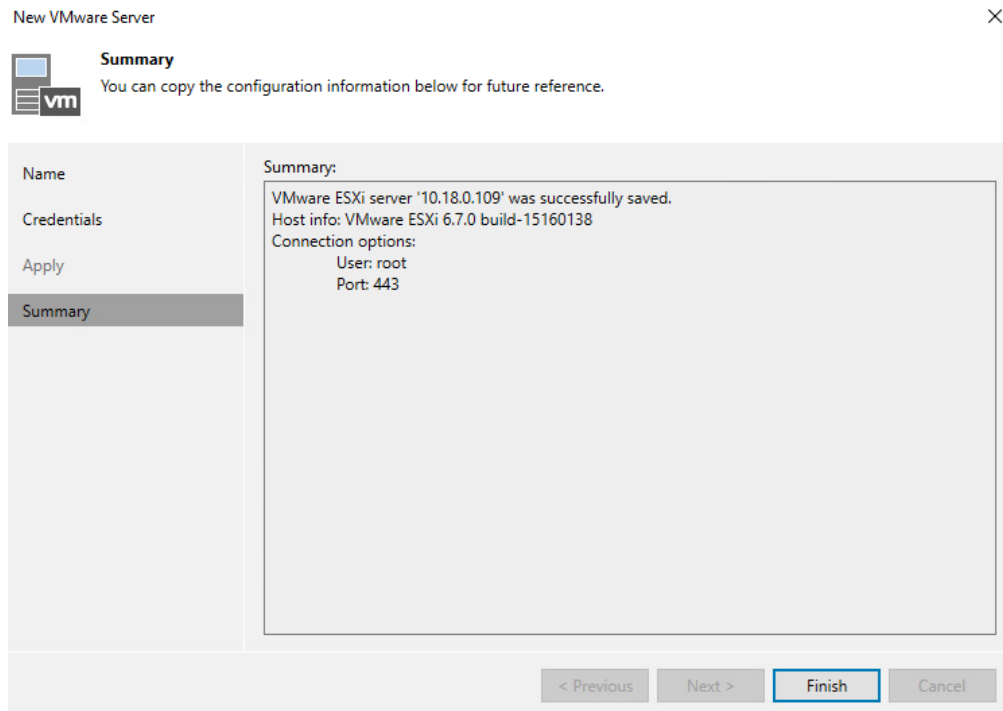 New VMware Server
Summary
You can copy the configuration information below for future reference.
vm
Name
Credentials
Apply
Summary
Summary:
VMware ESXi server '10.18.0.109' was successfully saved.
Host info: VMware ESXi 6.7.0 build-15160138
Connection options:
User: root
Port: 443
< Previous
Next >
Finish
Cancel